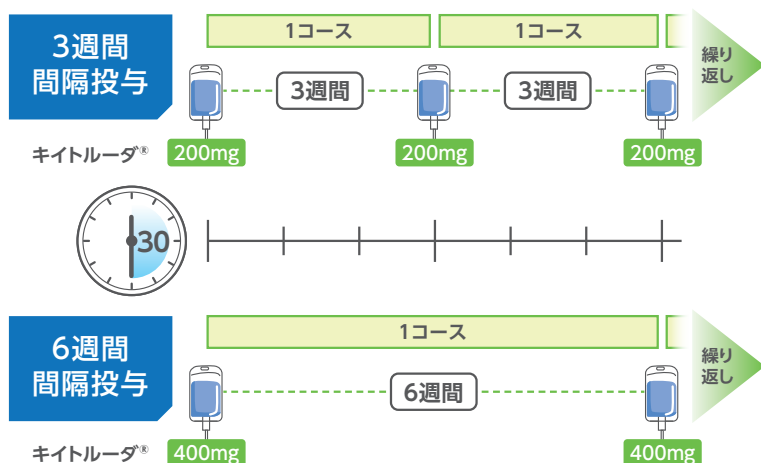 3週間
間隔投与
1コース
1コース
繰り
返し
3週間
3週間
キイトルーダ®
200mg
200mg
200mg
30
6週間
間隔投与
1コース
繰り
返し
6週間
キイトルーダ®
400mg
400mg